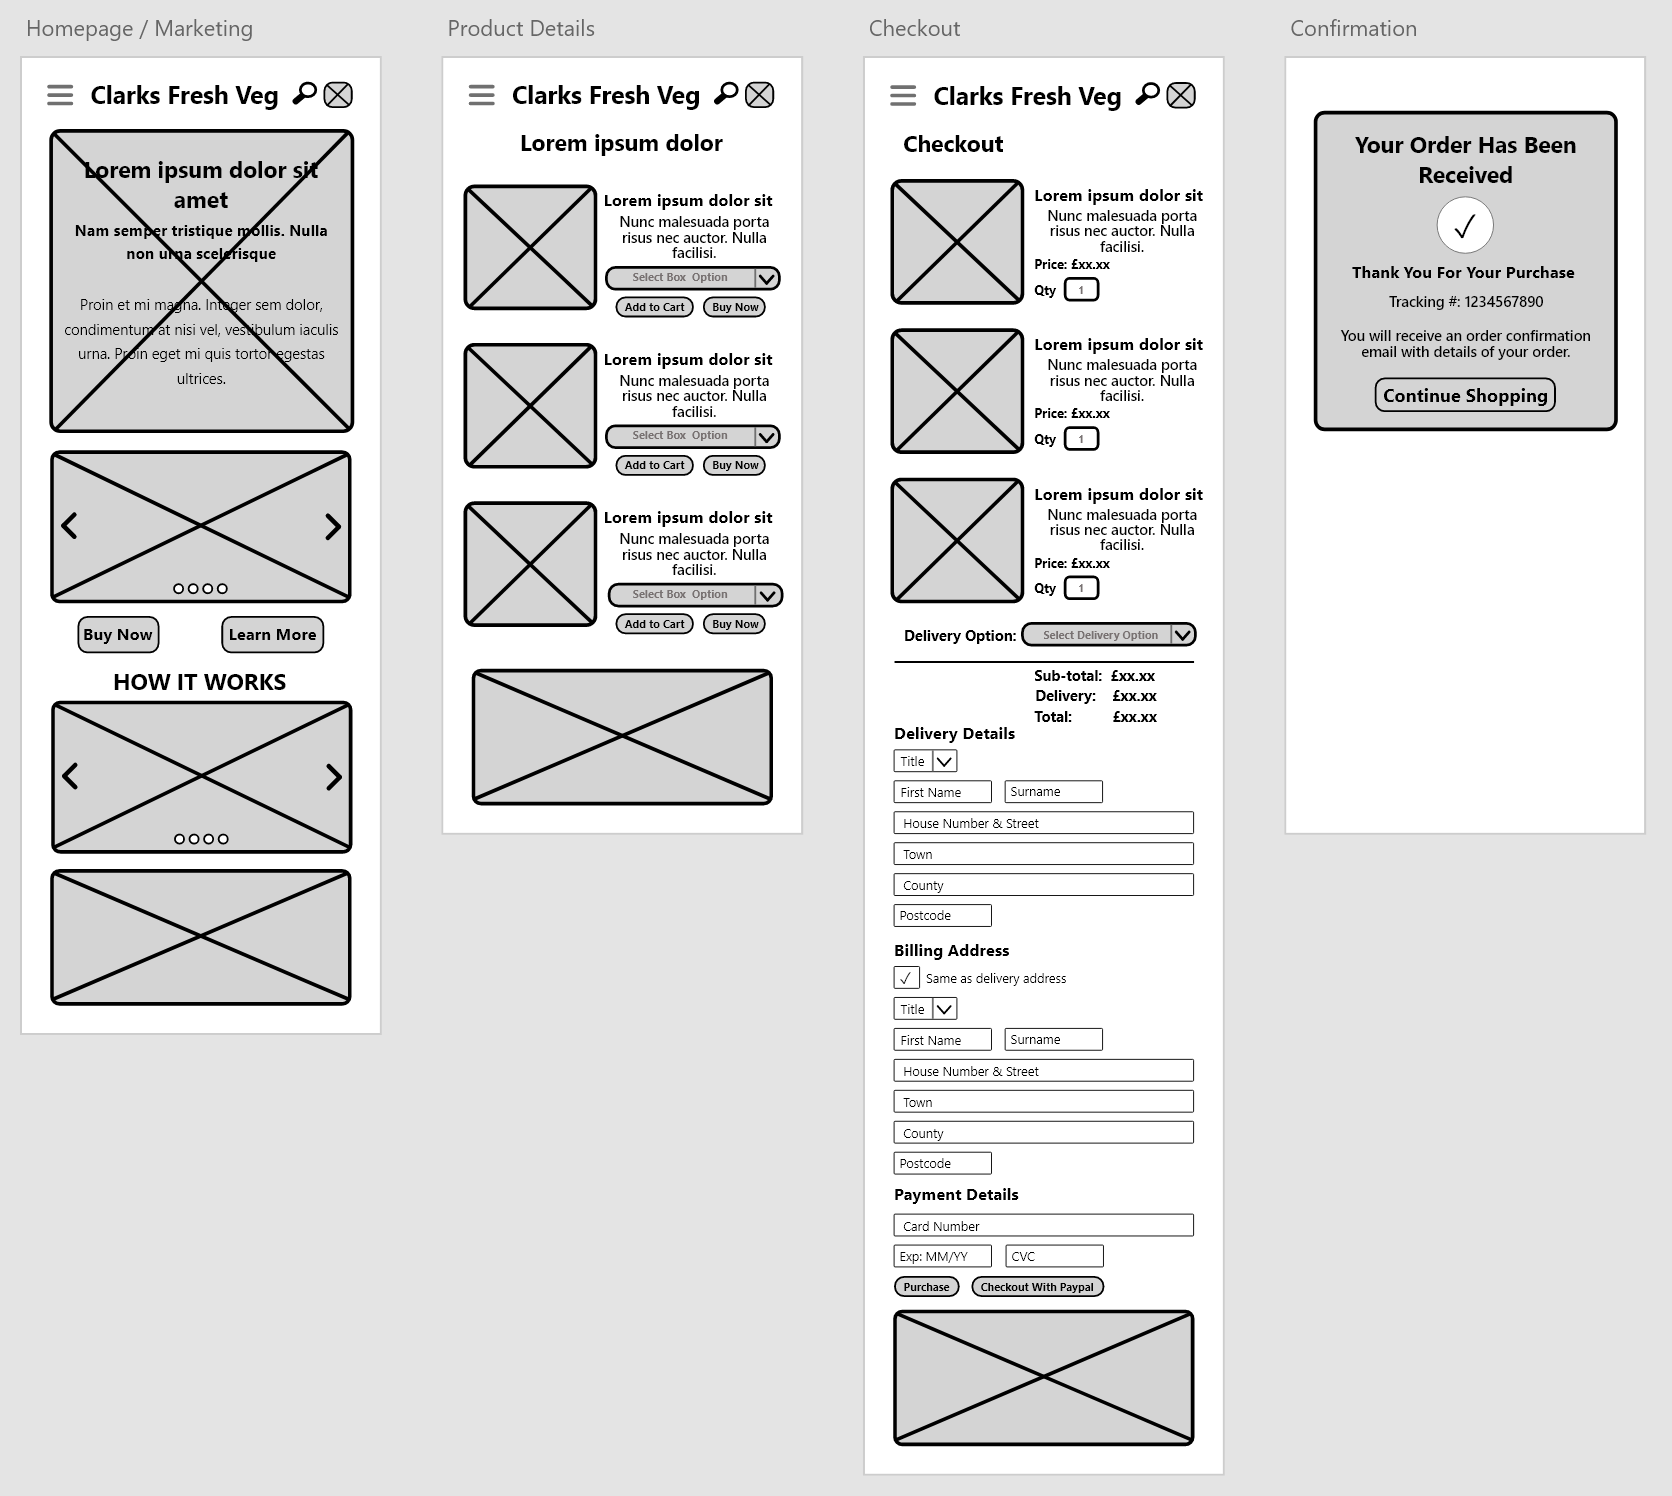 Homepage / Marketing
Clarks Fresh Veg
Lorem ipsum dolor sit
amet
Nam semper tristique mollis. Nulla
non urna scelerisque
Proin et mi magna. Integer sem dolor,
condimentum at nisi vel, vestibulum iaculis
urna. Proin eget mi quis tortor egestas
ultrices.
Buy Now
Learn More
HOW IT WORKS
Product Details
Clarks Fresh Veg
Lorem ipsum dolor
Lorem ipsum dolor sit
Nunc malesuada porta
risus nec auctor. Nulla
facilisi.
Select Box Option
Add to Cart
Buy Now
Lorem ipsum dolor sit
Nunc malesuada porta
risus nec auctor. Nulla
facilisi.
Select Box Option
Add to Cart
Buy Now
Lorem ipsum dolor sit
Nunc malesuada porta
risus nec auctor. Nulla
facilisi.
Select Box Option
Add to Cart
Buy Now
Checkout
Clarks Fresh Veg
Checkout
Lorem ipsum dolor sit
Nunc malesuada porta
risus nec auctor. Nulla
facilisi.
Price: £xx.xx
Qty 1
Lorem ipsum dolor sit
Nunc malesuada porta
risus nec auctor. Nulla
facilisi.
Price: £xx.xx
Qty 1
Lorem ipsum dolor sit
Nunc malesuada porta
risus nec auctor. Nulla
facilisi.
Price: £xx.xx
Qty 1
Delivery Option: Select Delivery Option
Sub-total: £xx.xx
Delivery: £xx.xx
Total: £xx.xx
Delivery Details
Title
First Name
Surname
House Number & Street
Town
County
Postcode
Billing Address
✓ Same as delivery address
Title
First Name
Surname
House Number & Street
Town
County
Postcode
Payment Details
Card Number
Exp: MM/YY
CVC
Purchase
Checkout With Paypal
Confirmation
Your Order Has Been
Received
✓
Thank You For Your Purchase
Tracking #: 1234567890
You will receive an order confirmation
email with details of your order.
Continue Shopping